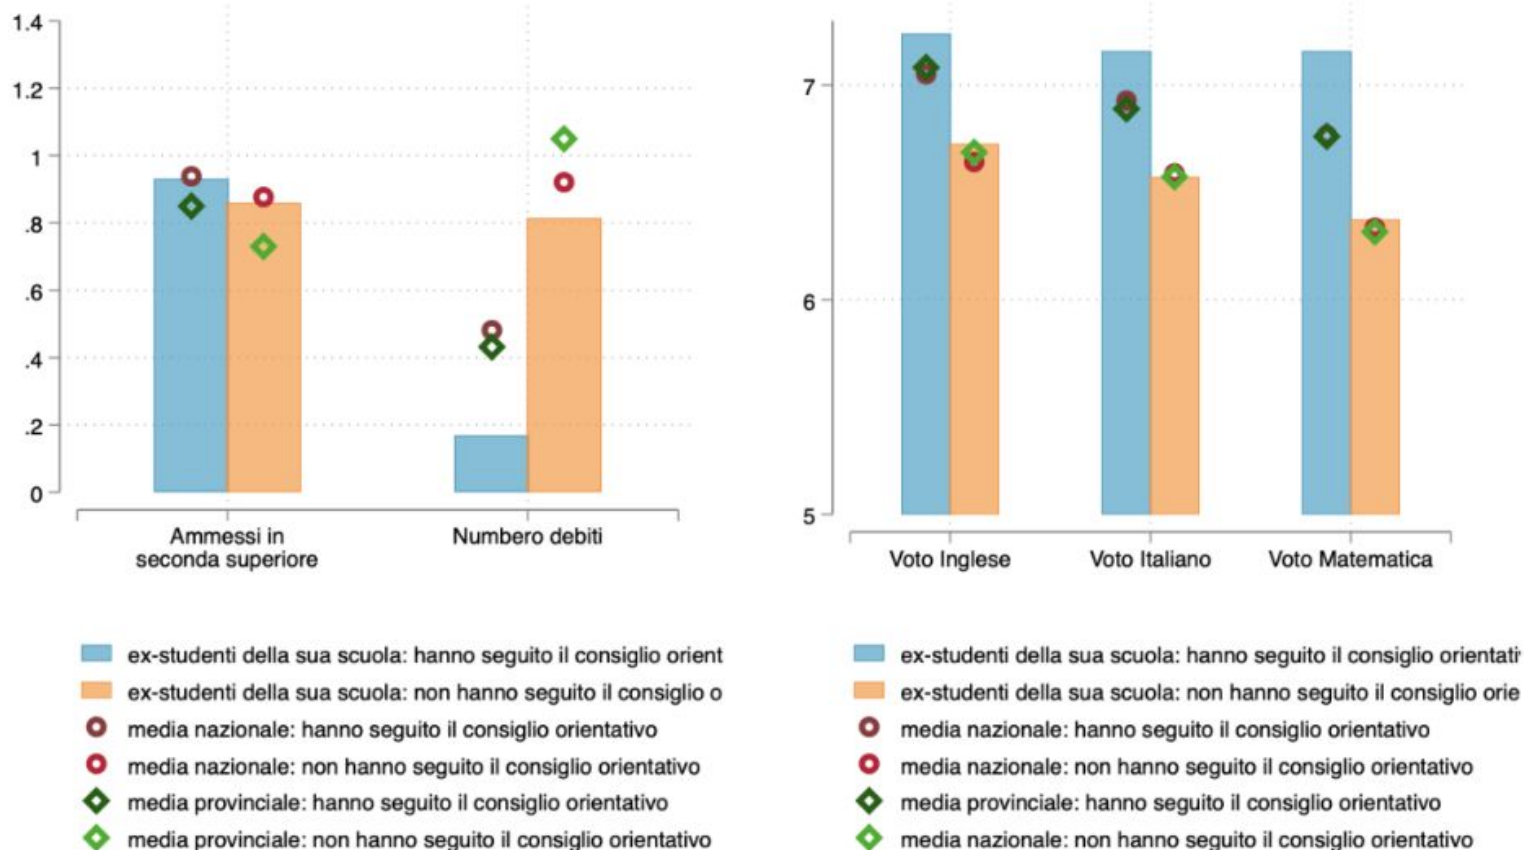 1.4
1.2
1
.8
.6
.4
.2
0
Ammessi in
seconda superiore
Numero debiti
ex-studenti della sua scuola: hanno seguito il consiglio orient
ex-studenti della sua scuola: non hanno seguito il consiglio o
media nazionale: hanno seguito il consiglio orientativo
media nazionale: non hanno seguito il consiglio orientativo
media provinciale: hanno seguito il consiglio orientativo
media provinciale: non hanno seguito il consiglio orientativo
7
6
5
Voto Inglese
Voto Italiano
Voto Matematica
ex-studenti della sua scuola: hanno seguito il consiglio orientati
ex-studenti della sua scuola: non hanno seguito il consiglio orie
media nazionale: hanno seguito il consiglio orientativo
media nazionale: non hanno seguito il consiglio orientativo
media provinciale: hanno seguito il consiglio orientativo
media nazionale: non hanno seguito il consiglio orientativo